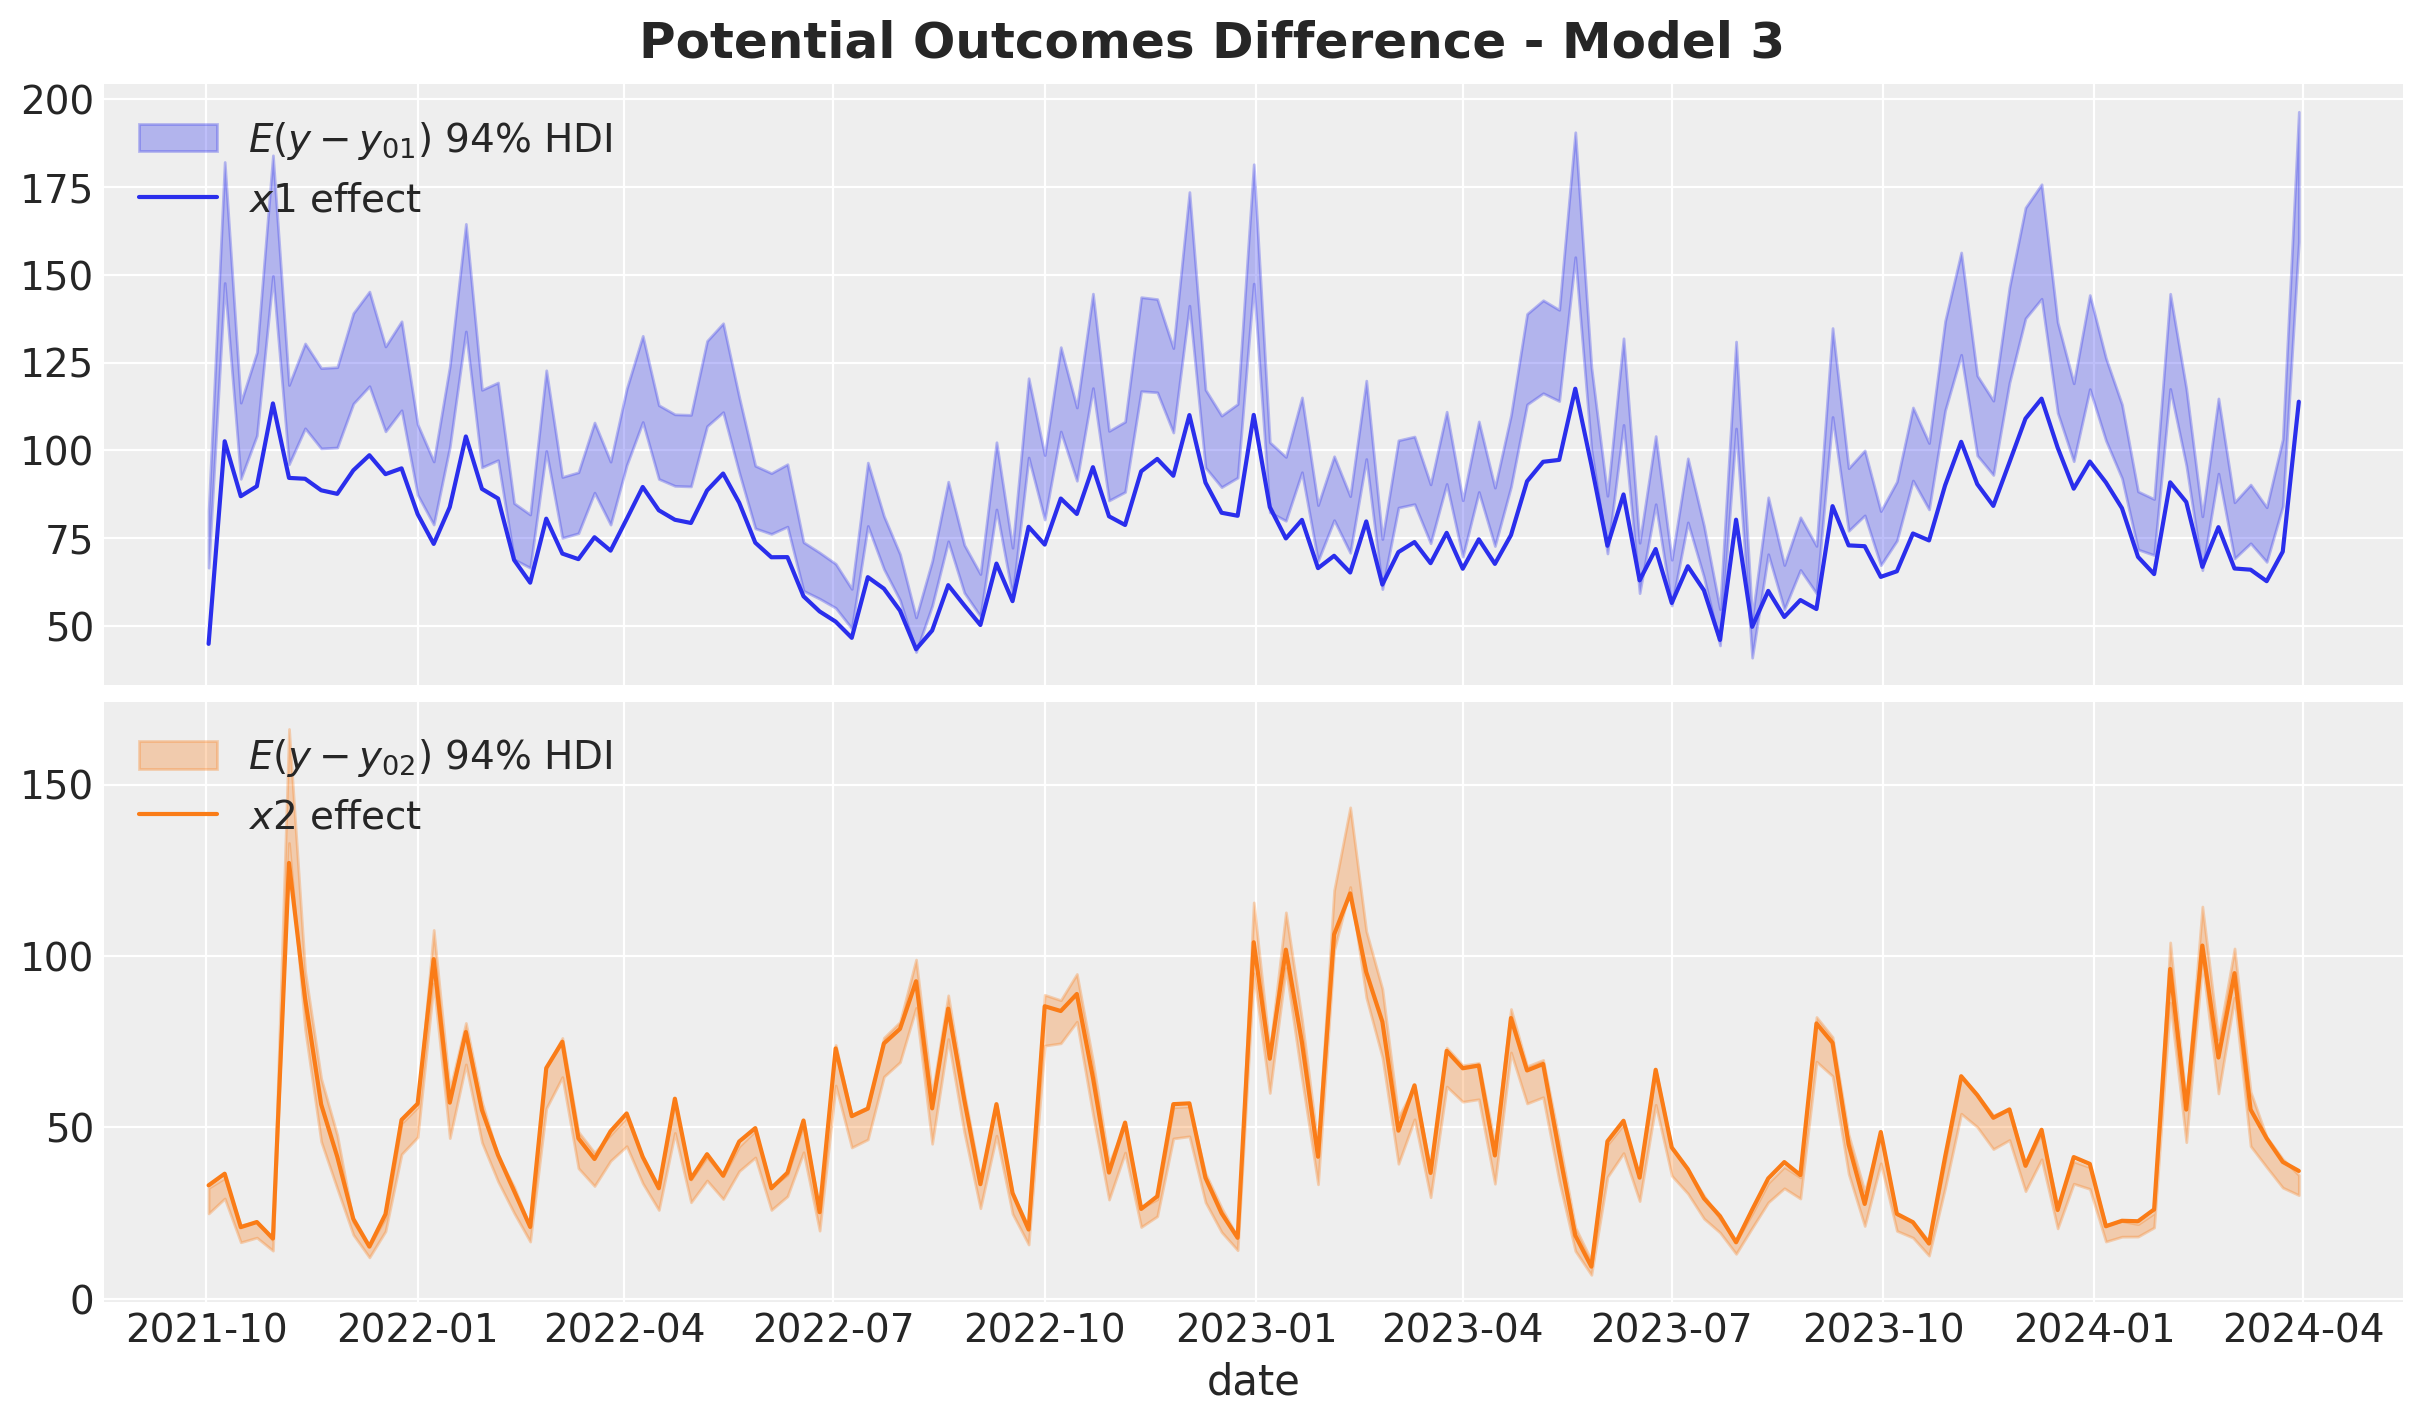 Potential Outcomes Difference - Model 3
200
175
150
125
100
75
50
E(y − y₀₁) 94% HDI
x1 effect
150
100
50
0
E(y − y₀₂) 94% HDI
x2 effect
2021-10 2022-01 2022-04 2022-07 2022-10 2023-01 2023-04 2023-07 2023-10 2024-01 2024-04
date